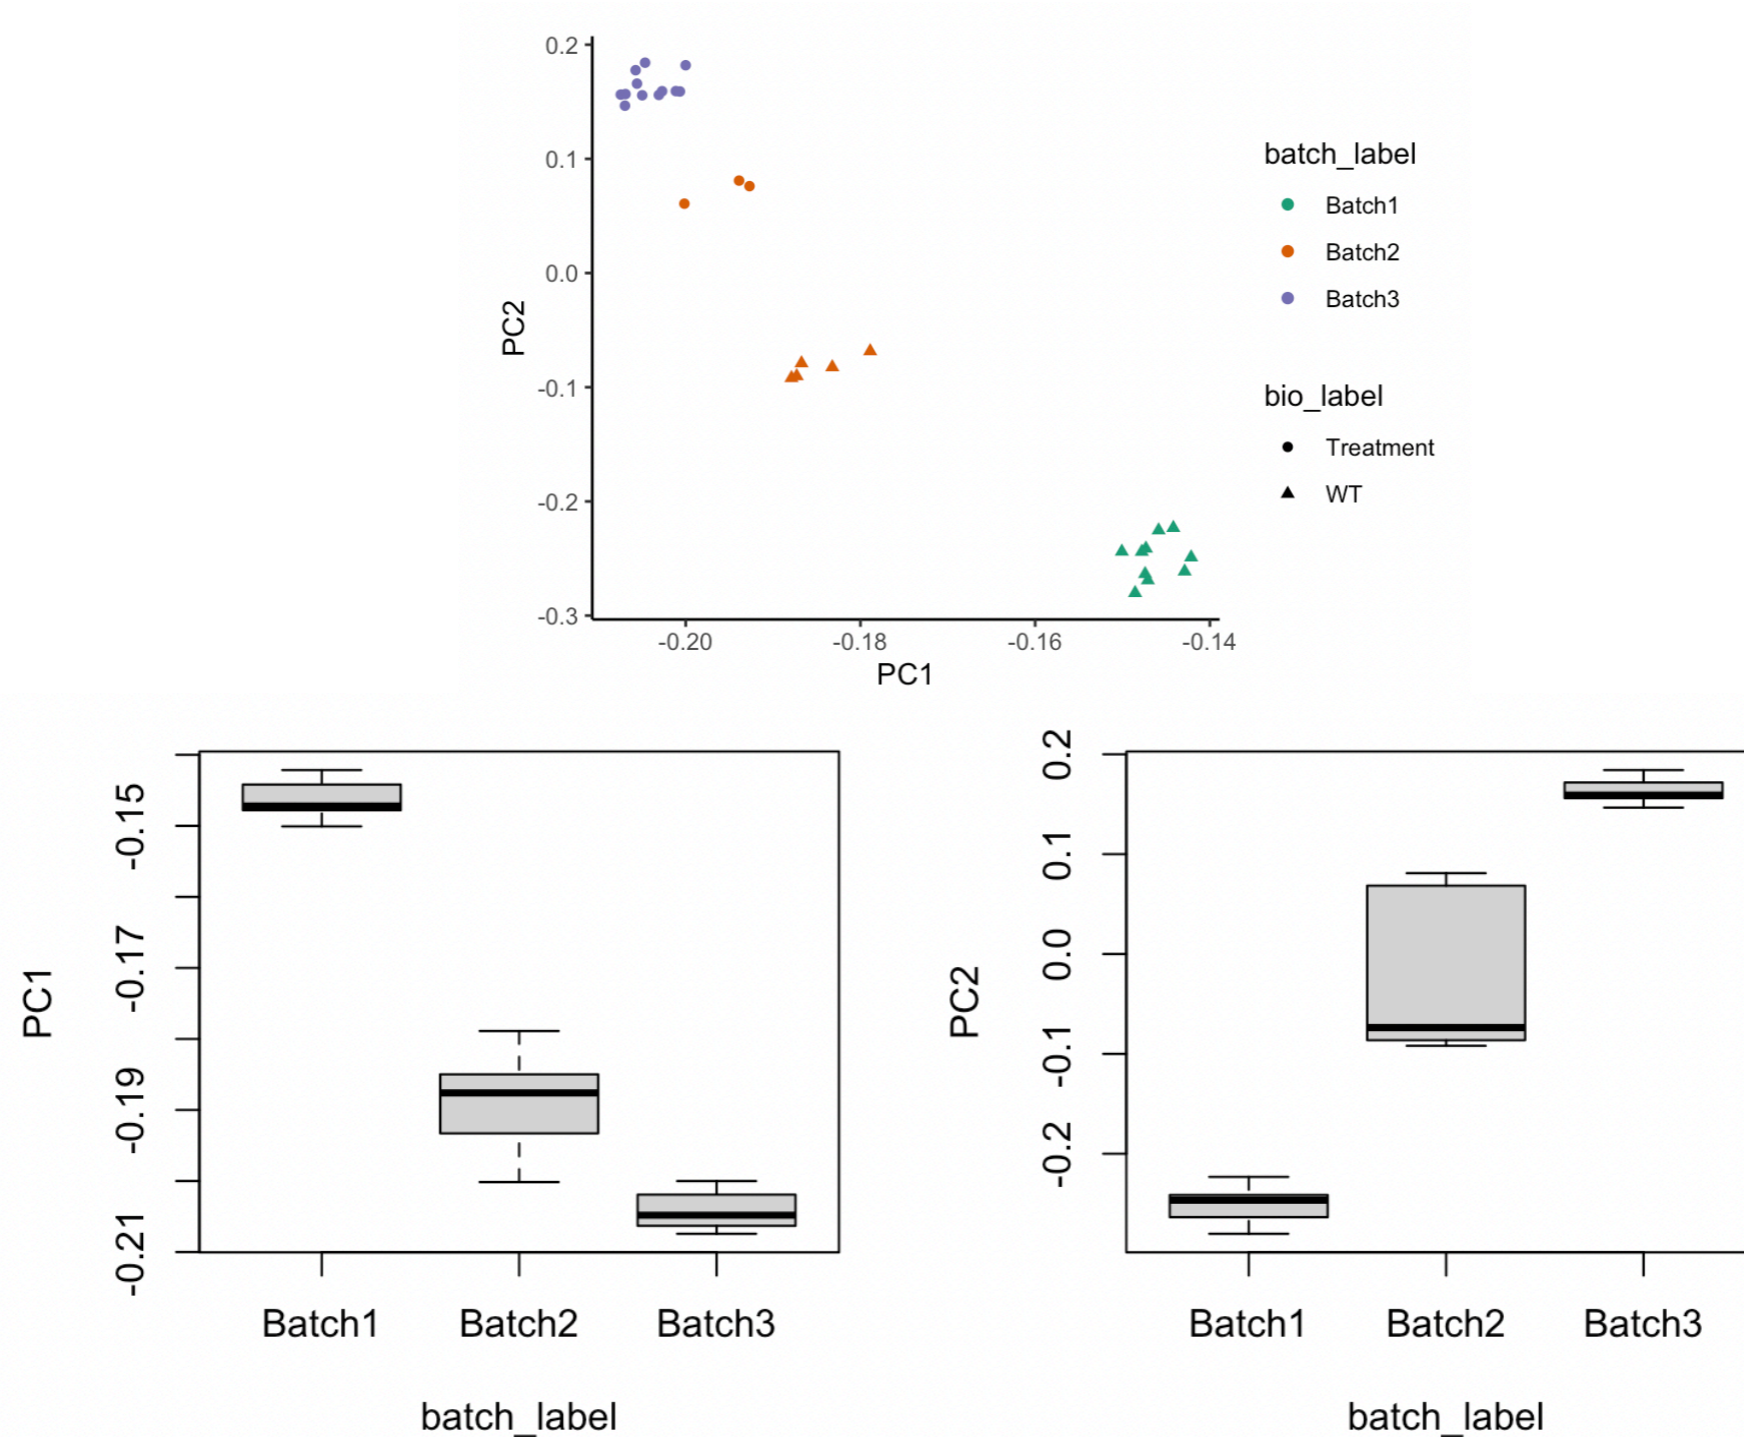 0.2
0.1
0.0
-0.1
-0.2
-0.3
PC2
-0.20
-0.18
-0.16
-0.14
PC1
batch_label
Batch1
Batch2
Batch3
bio_label
Treatment
WT
PC1
-0.15
-0.17
-0.19
-0.21
Batch1 Batch2 Batch3
batch_label
PC2
0.2
0.1
0.0
-0.1
-0.2
Batch1 Batch2 Batch3
batch_label